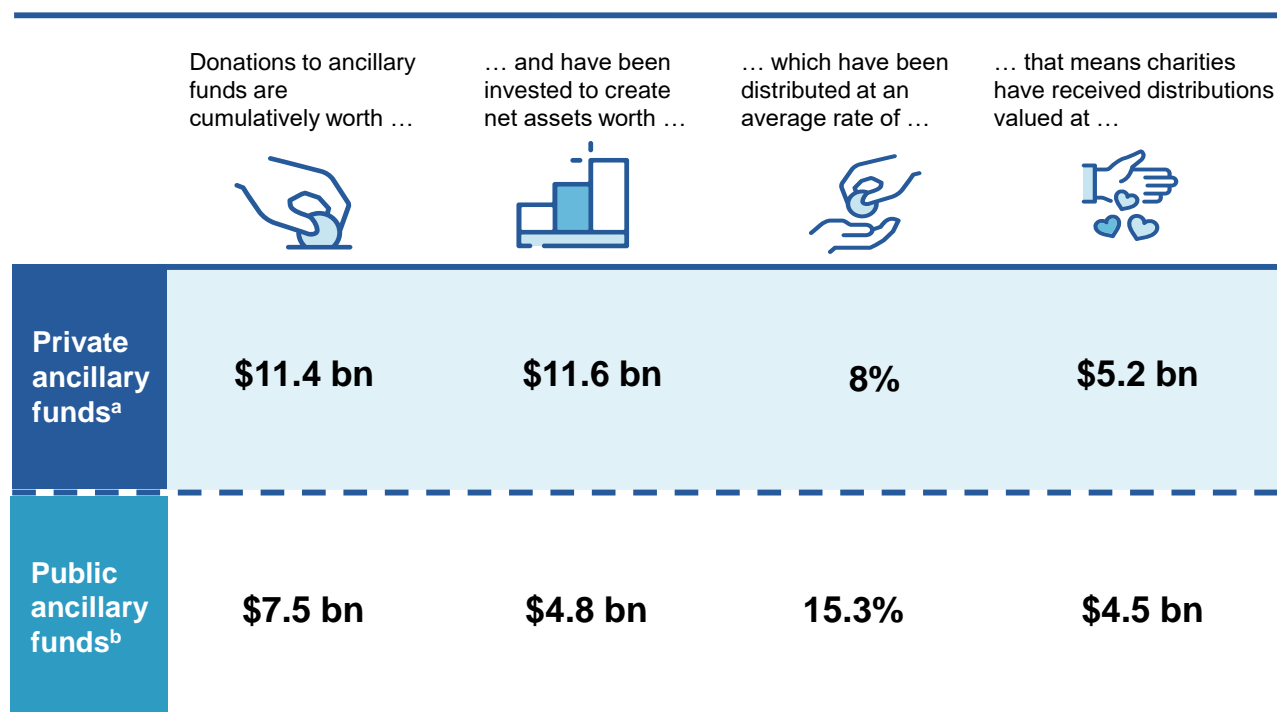 Donations to ancillary
funds are
cumulatively worth …
… and have been
invested to create
net assets worth …
… which have been
distributed at an
average rate of …
… that means charities
have received distributions
valued at …
Private
ancillary
fundsᵃ
$11.4 bn
$11.6 bn
8%
$5.2 bn
Public
ancillary
fundsᵇ
$7.5 bn
$4.8 bn
15.3%
$4.5 bn